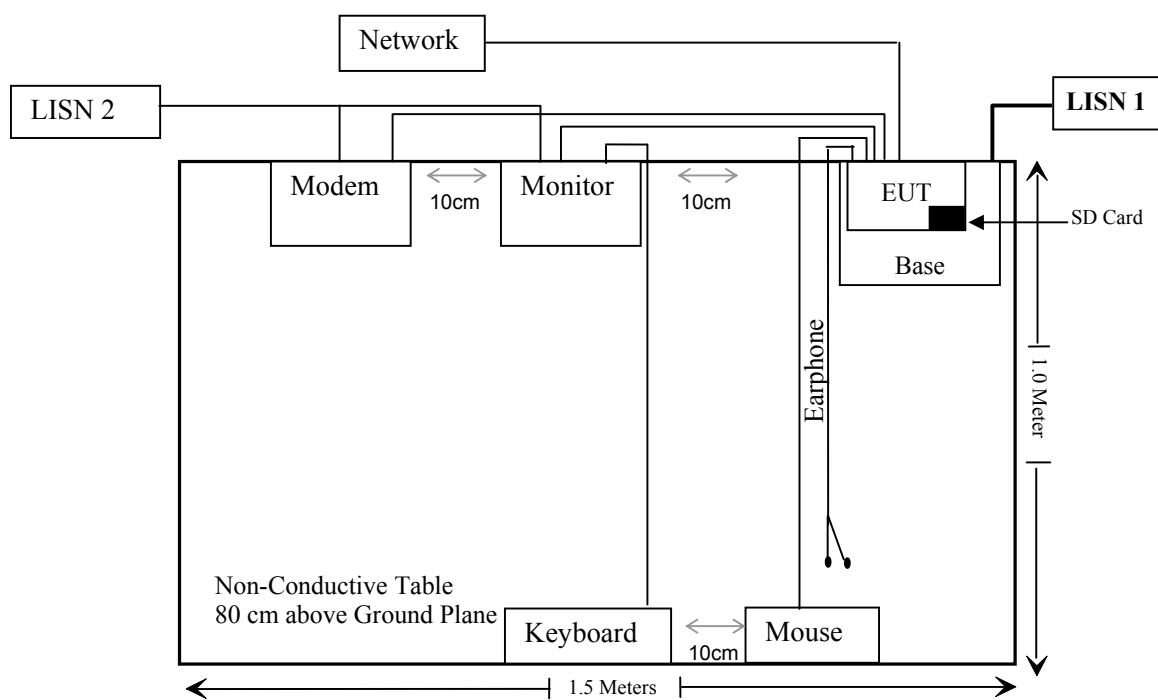 Network
LISN 2
LISN 1
Modem
10cm
Monitor
10cm
EUT
SD Card
Base
Earphone
1.0 Meter
Non-Conductive Table
80 cm above Ground Plane
Keyboard
10cm
Mouse
1.5 Meters